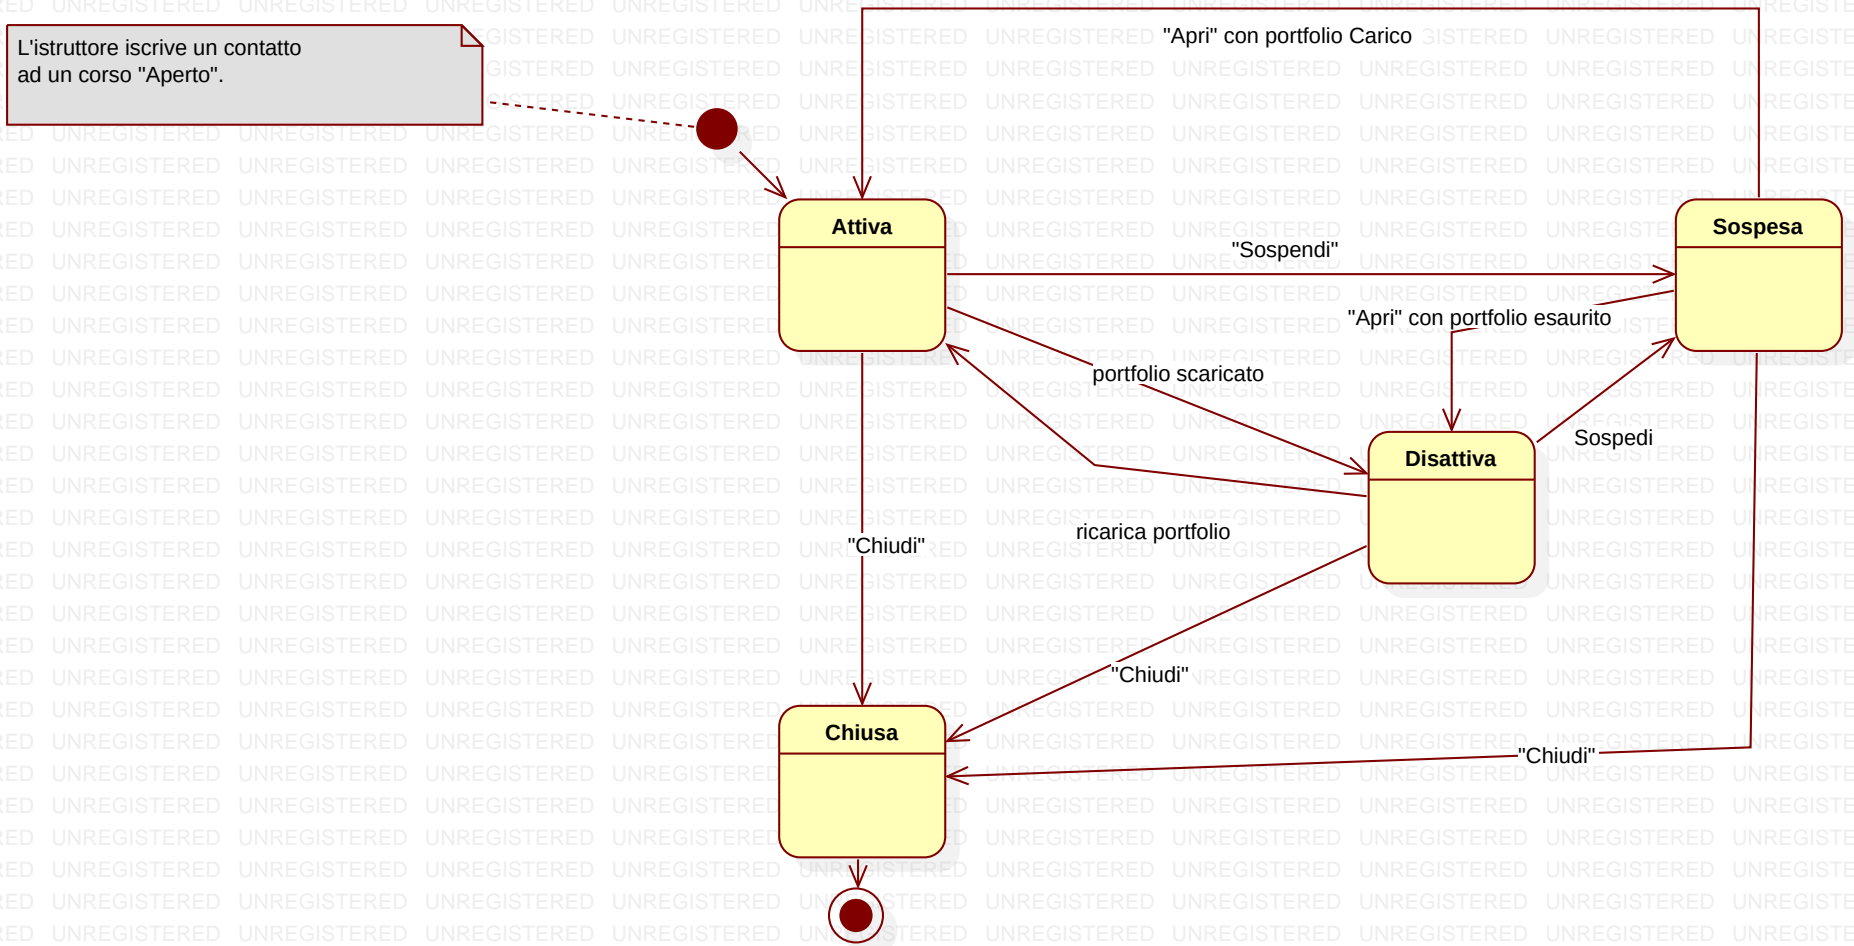 L'istruttore iscrive un contatto
ad un corso "Aperto".
"Apri" con portfolio Carico
Attiva
Sospesa
"Sospendi"
"Apri" con portfolio esaurito
portfolio scaricato
Sospedi
Disattiva
ricarica portfolio
"Chiudi"
"Chiudi"
Chiusa
"Chiudi"
UNREGISTERED